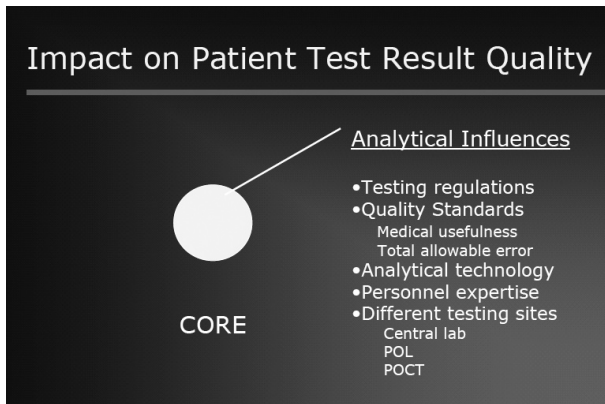 Impact on Patient Test Result Quality
Analytical Influences
•Testing regulations
•Quality Standards
Medical usefulness
Total allowable error
•Analytical technology
•Personnel expertise
•Different testing sites
Central lab
POL
POCT
CORE